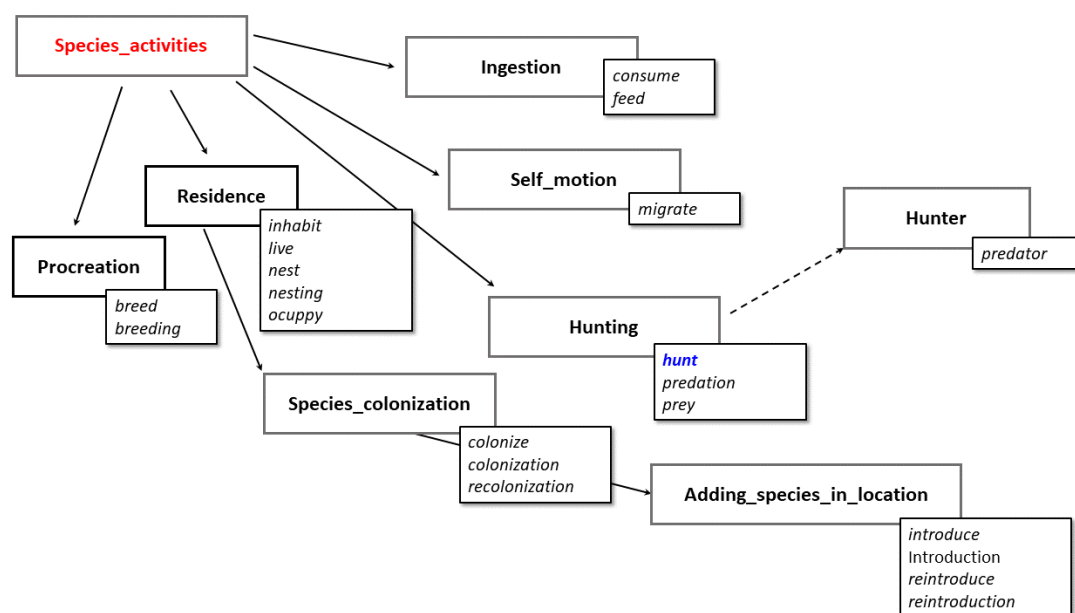 Species_activities
Ingestion
consume
feed
Self_motion
migrate
Residence
inhabit
live
nest
nesting
ocuppy
Hunter
predator
Procreation
breed
breeding
Hunting
hunt
predation
prey
Species_colonization
colonize
colonization
recolonization
Adding_species_in_location
introduce
Introduction
reintroduce
reintroduction